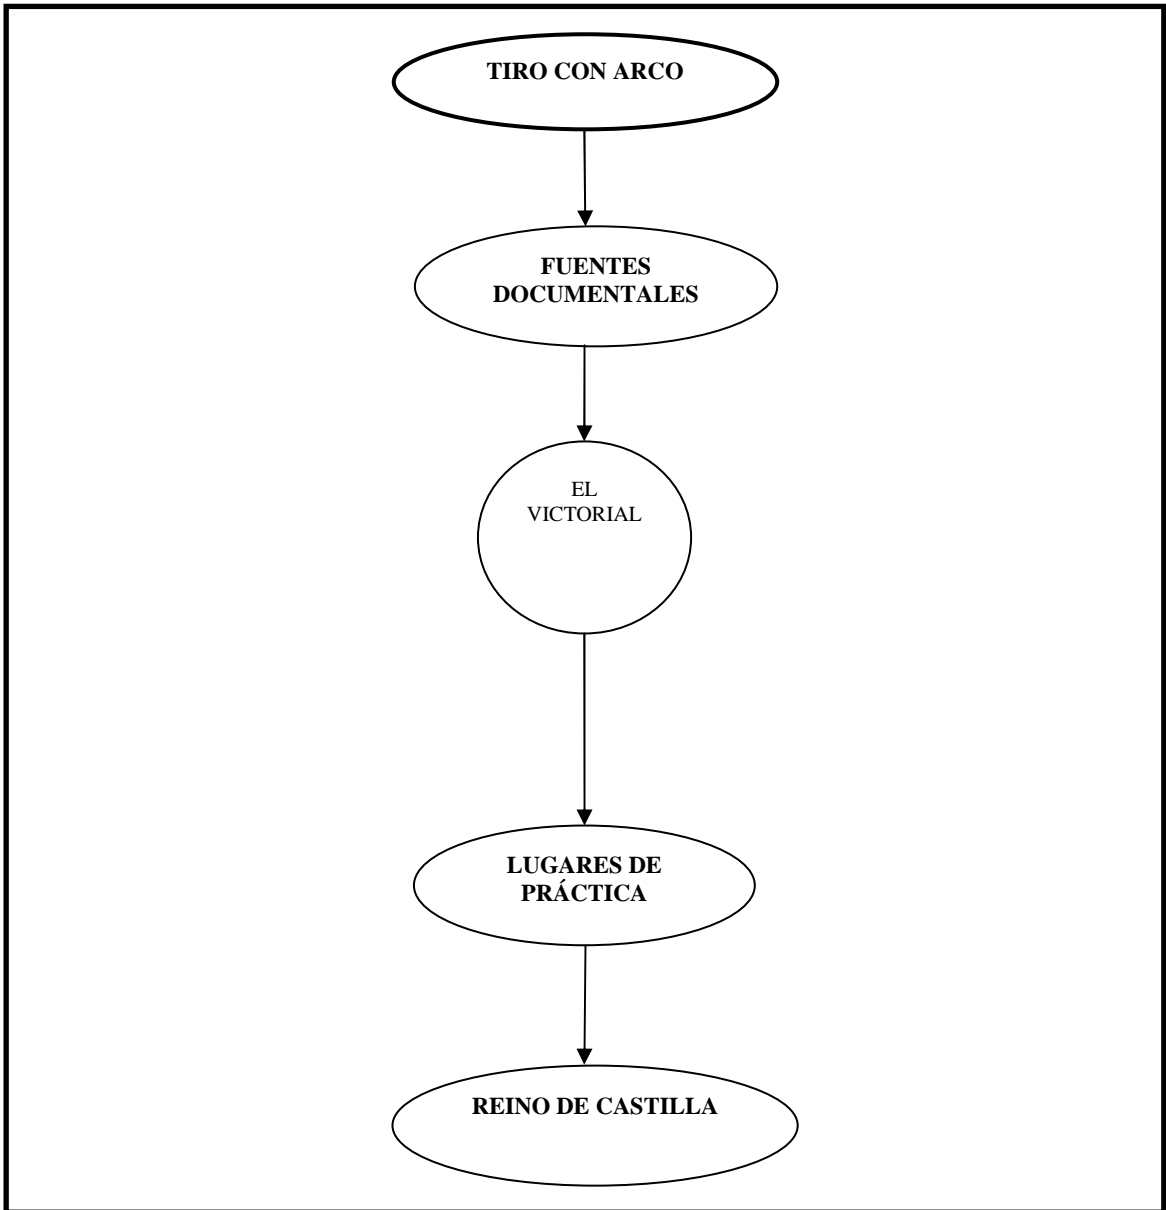 TIRO CON ARCO
FUENTES
DOCUMENTALES
EL
VICTORIAL
LUGARES DE
PRÁCTICA
REINO DE CASTILLA